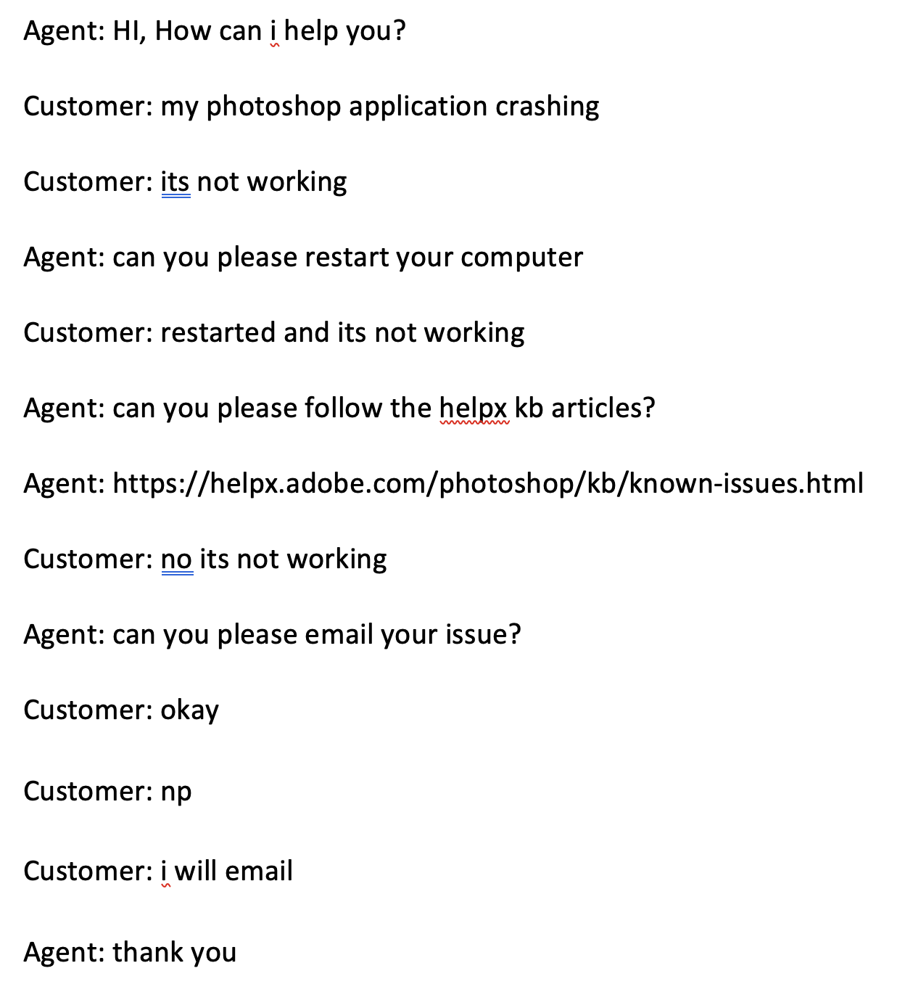 Agent: HI, How can i help you?
Customer: my photoshop application crashing
Customer: its not working
Agent: can you please restart your computer
Customer: restarted and its not working
Agent: can you please follow the helpx kb articles?
Agent: https://helpx.adobe.com/photoshop/kb/known-issues.html
Customer: no its not working
Agent: can you please email your issue?
Customer: okay
Customer: np
Customer: i will email
Agent: thank you